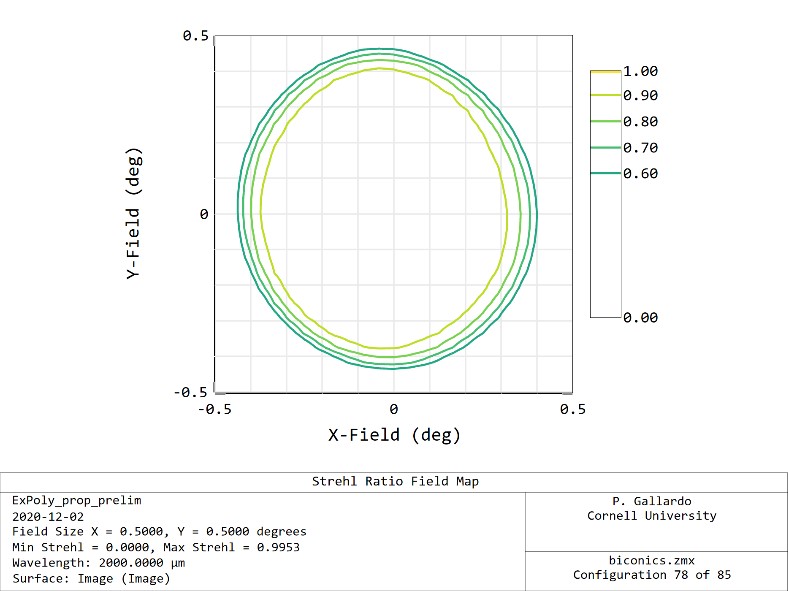 0.5
0
-0.5
-0.5
0
0.5
Y-Field (deg)
X-Field (deg)
1.00
0.90
0.80
0.70
0.60
0.00
Strehl Ratio Field Map
ExPoly_prop_prelim
2020-12-02
Field Size X = 0.5000, Y = 0.5000 degrees
Min Strehl = 0.0000, Max Strehl = 0.9953
Wavelength: 2000.0000 µm
Surface: Image (Image)
P. Gallardo
Cornell University
biconics.zmx
Configuration 78 of 85